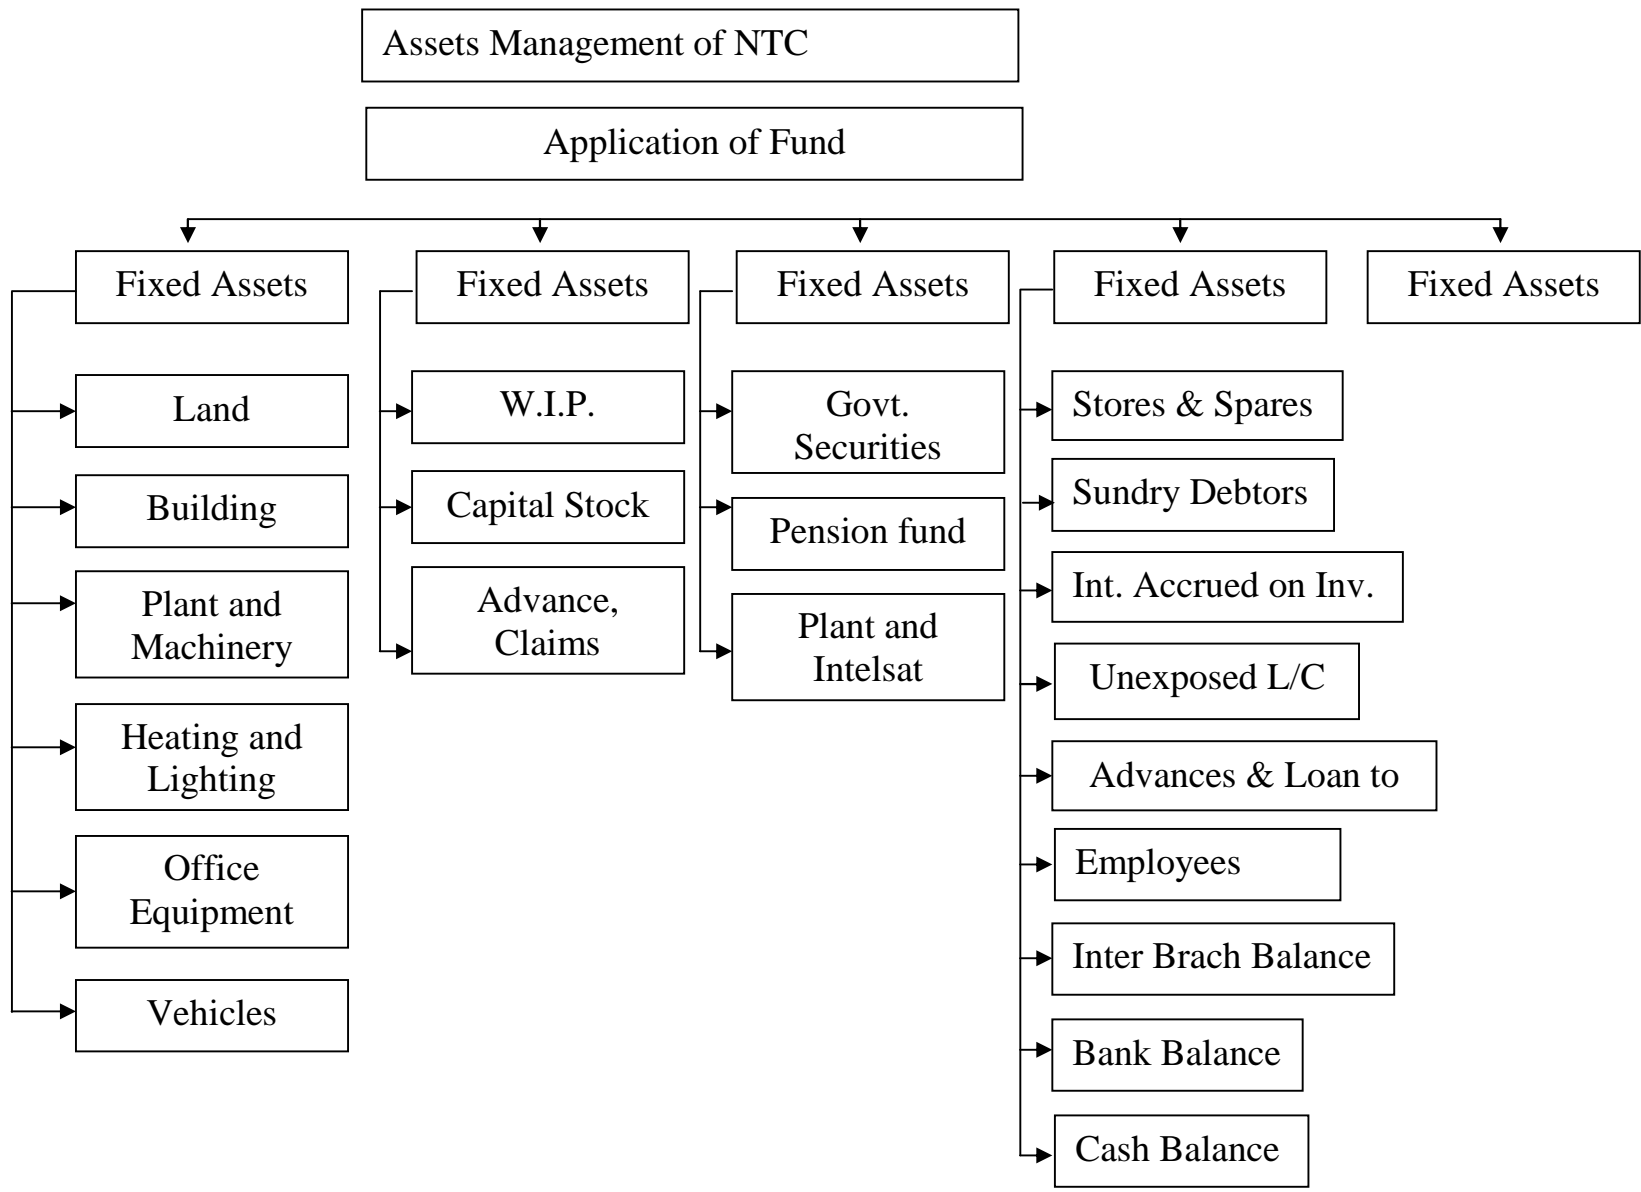 Assets Management of NTC
Application of Fund
Fixed Assets
Fixed Assets
Fixed Assets
Fixed Assets
Fixed Assets
Land
Building
Plant and
Machinery
Heating and
Lighting
Office
Equipment
Vehicles
W.I.P.
Capital Stock
Advance,
Claims
Govt.
Securities
Pension fund
Plant and
Intelsat
Stores & Spares
Sundry Debtors
Int. Accrued on Inv.
Unexposed L/C
Advances & Loan to
Employees
Inter Brach Balance
Bank Balance
Cash Balance